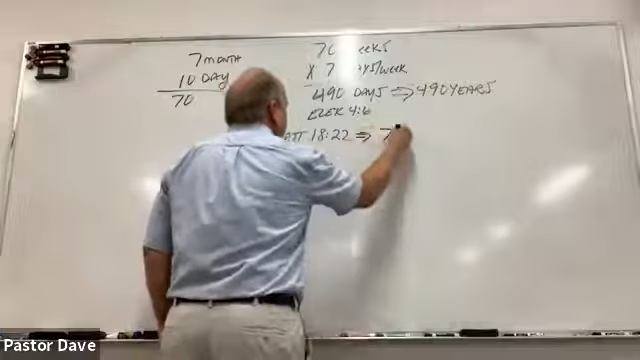 7 MONTH
10 DAY
70
70 WEEKS
X 7 DAYS/WEEK
490 DAYS => 490 YEARS
EZEK 4:6
MATT 18:22 => 7
Pastor Dave